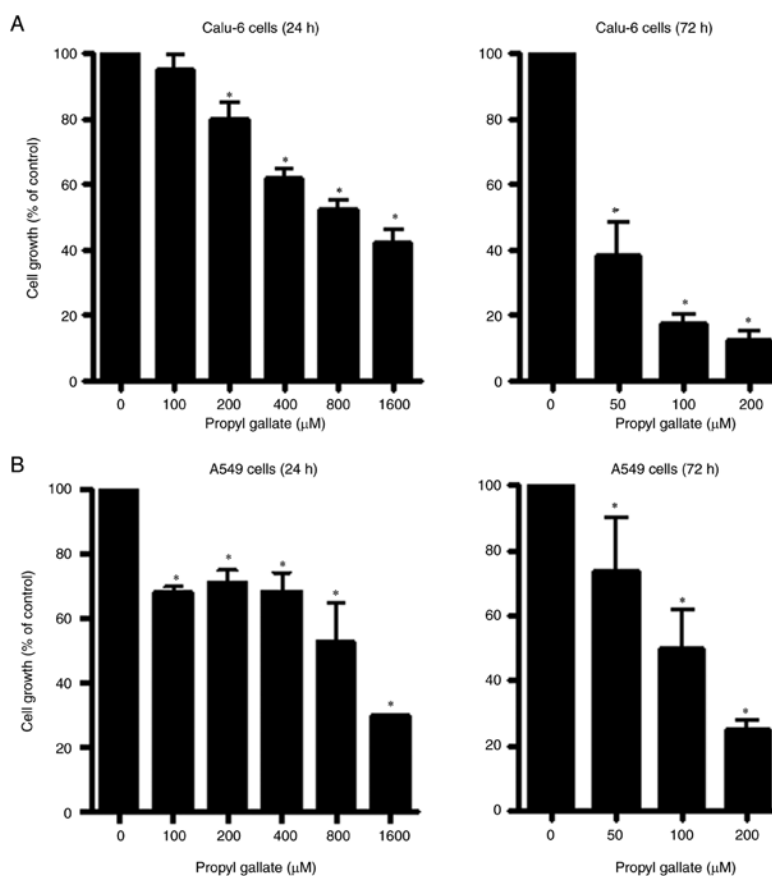 A
Calu-6 cells (24 h)
Cell growth (% of control)
100
80
60
40
20
0
*
*
*
*
0 100 200 400 800 1600
Propyl gallate (μM)
Calu-6 cells (72 h)
100
80
60
40
20
0
*
*
*
0 50 100 200
Propyl gallate (μM)
B
A549 cells (24 h)
Cell growth (% of control)
100
80
60
40
20
0
*
*
*
*
*
0 100 200 400 800 1600
Propyl gallate (μM)
A549 cells (72 h)
100
80
60
40
20
0
*
*
*
0 50 100 200
Propyl gallate (μM)